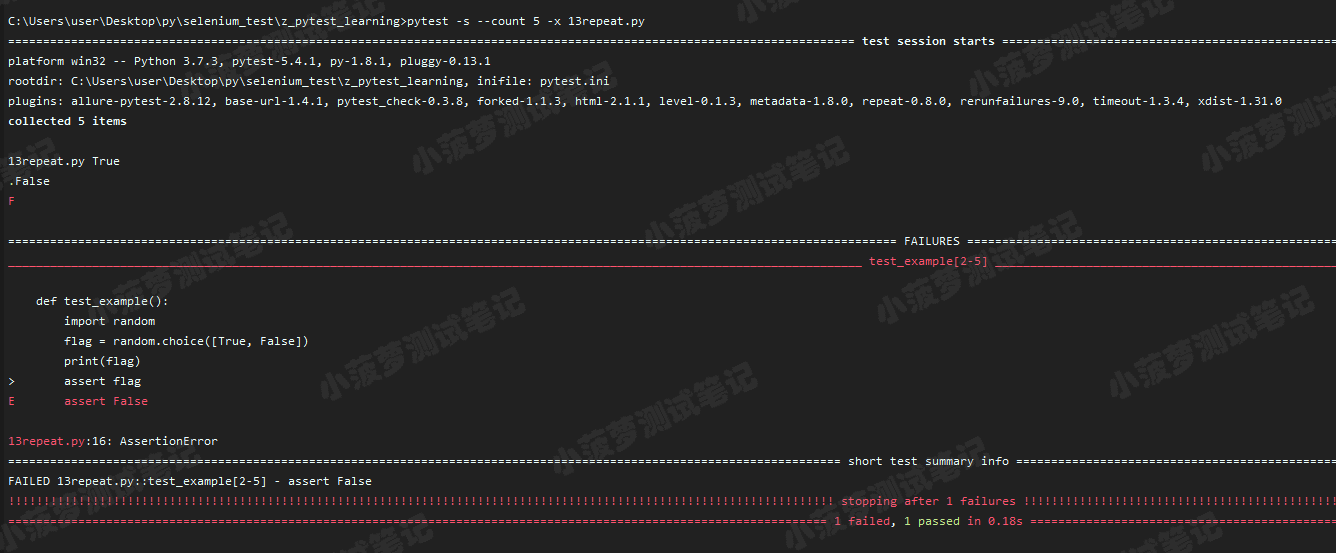 C:\Users\user\Desktop\py\selenium_test\z_pytest_learning>pytest -s --count 5 -x 13repeat.py
test session starts
platform win32 -- Python 3.7.3, pytest-5.4.1, py-1.8.1, pluggy-0.13.1
rootdir: C:\Users\user\Desktop\py\selenium_test\z_pytest_learning, inifile: pytest.ini
plugins: allure-pytest-2.8.12, base-url-1.4.1, pytest_check-0.3.8, forked-1.1.3, html-2.1.1, level-0.1.3, metadata-1.8.0, repeat-0.8.0, rerunfailures-9.0, timeout-1.3.4, xdist-1.31.0
collected 5 items
13repeat.py True
.False
F
FAILURES
test_example[2-5]
def test_example():
import random
flag = random.choice([True, False])
print(flag)
> assert flag
E assert False
13repeat.py:16: AssertionError
short test summary info
FAILED 13repeat.py::test_example[2-5] - assert False
!!!!!!!!!!!!!!!!!!!! stopping after 1 failures !!!!!!!!!!!!!!!!!!!!
1 failed, 1 passed in 0.18s
小菠萝测试笔记